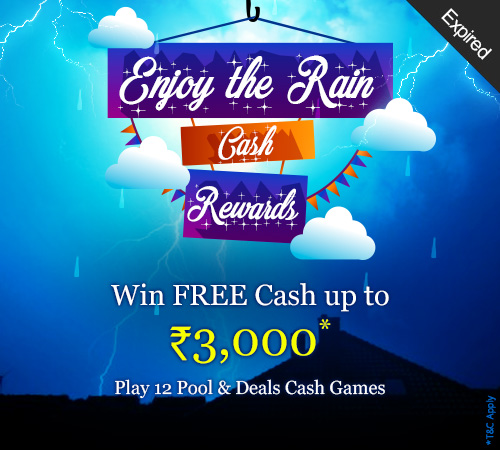 Expired
Enjoy the Rain
Cash
Rewards
Win FREE Cash up to
₹3,000*
Play 12 Pool & Deals Cash Games
*T&C Apply